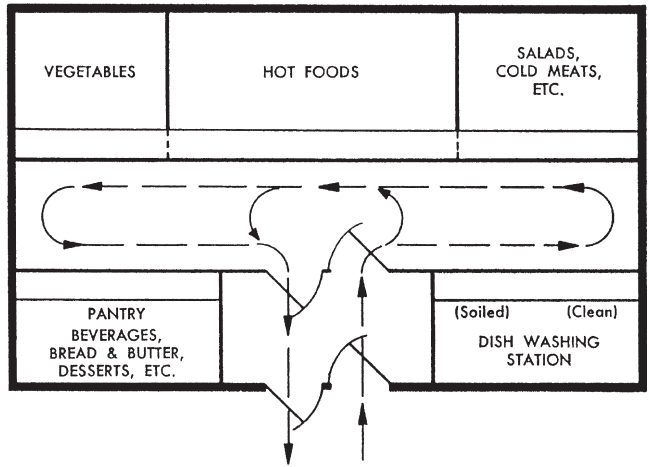 VEGETABLES
HOT FOODS
SALADS,
COLD MEATS,
ETC.
PANTRY
BEVERAGES,
BREAD & BUTTER,
DESSERTS, ETC.
(Soiled) (Clean)
DISH WASHING
STATION